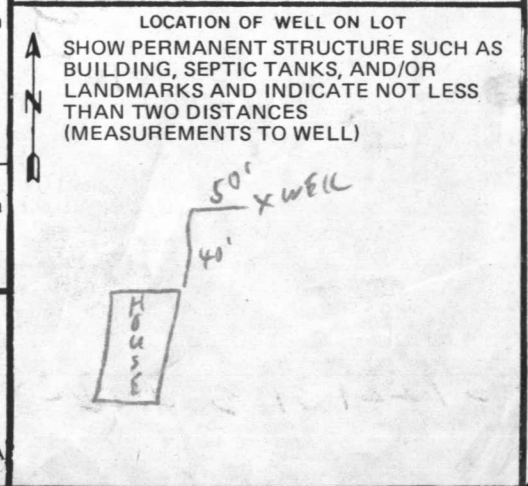 LOCATION OF WELL ON LOT
SHOW PERMANENT STRUCTURE SUCH AS
BUILDING, SEPTIC TANKS, AND/OR
LANDMARKS AND INDICATE NOT LESS
THAN TWO DISTANCES
(MEASUREMENTS TO WELL)
N
50' X WELL
40'
HOUSE